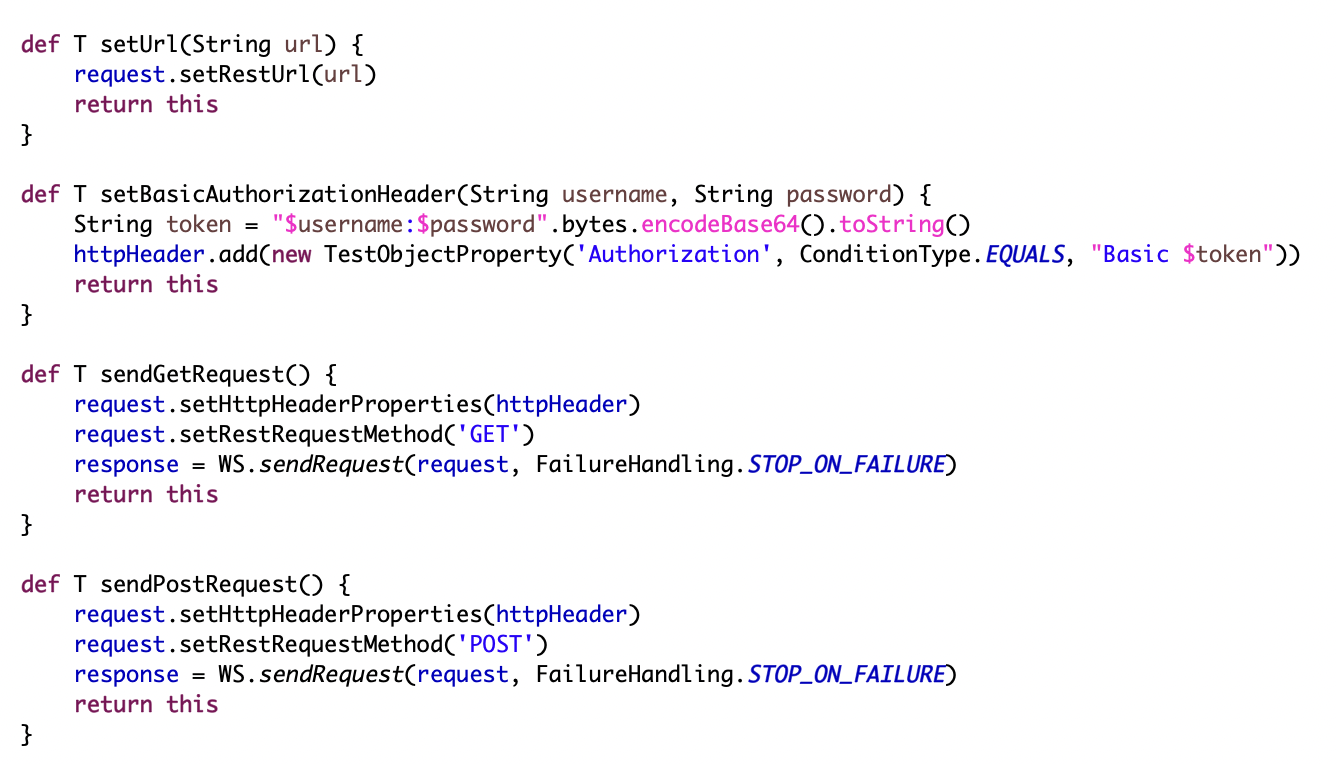 def T setUrl(String url) {
    request.setRestUrl(url)
    return this
}

def T setBasicAuthorizationHeader(String username, String password) {
    String token = "$username:$password".bytes.encodeBase64().toString()
    httpHeader.add(new TestObjectProperty('Authorization', ConditionType.EQUALS, "Basic $token"))
    return this
}

def T sendGetRequest() {
    request.setHttpHeaderProperties(httpHeader)
    request.setRestRequestMethod('GET')
    response = WS.sendRequest(request, FailureHandling.STOP_ON_FAILURE)
    return this
}

def T sendPostRequest() {
    request.setHttpHeaderProperties(httpHeader)
    request.setRestRequestMethod('POST')
    response = WS.sendRequest(request, FailureHandling.STOP_ON_FAILURE)
    return this
}